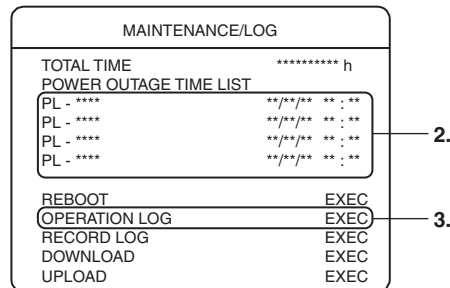 MAINTENANCE/LOG
TOTAL TIME ********** h
POWER OUTAGE TIME LIST
PL - **** **/**/** ** : **
PL - **** **/**/** ** : **
PL - **** **/**/** ** : **
PL - **** **/**/** ** : **
2.
REBOOT EXEC
OPERATION LOG EXEC
3.
RECORD LOG EXEC
DOWNLOAD EXEC
UPLOAD EXEC